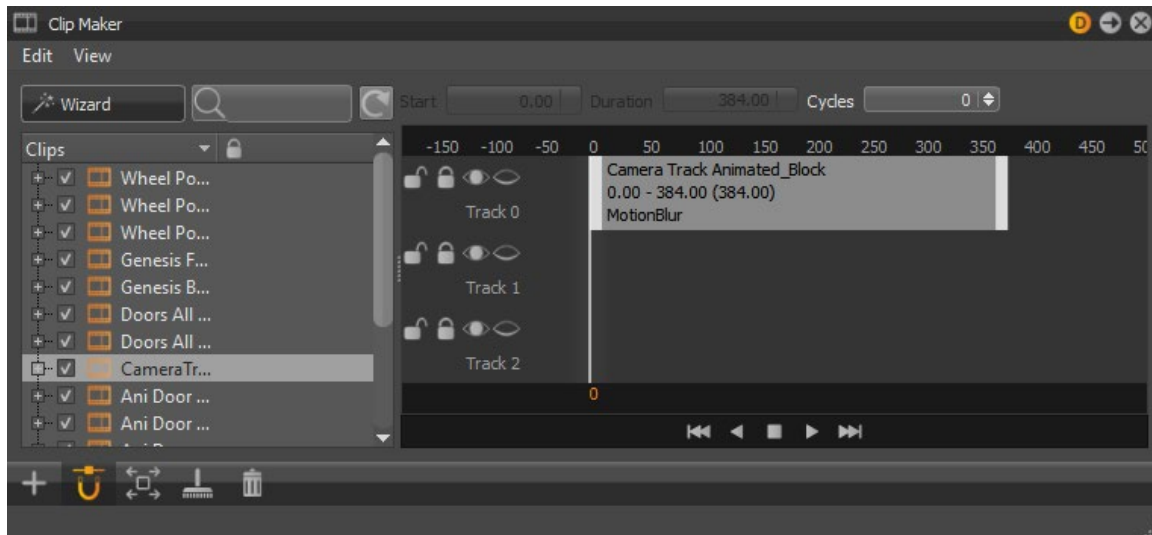 Clip Maker
D
Edit View
Wizard
Start 0.00 Duration 384.00 Cycles 0
Clips
-150 -100 -50 0 50 100 150 200 250 300 350 400 450 50
Wheel Po...
Wheel Po...
Wheel Po...
Genesis F...
Genesis B...
Doors All ...
Doors All ...
CameraTr...
Ani Door ...
Ani Door ...
Camera Track Animated_Block
0.00 - 384.00 (384.00)
MotionBlur
Track 0
Track 1
Track 2
0